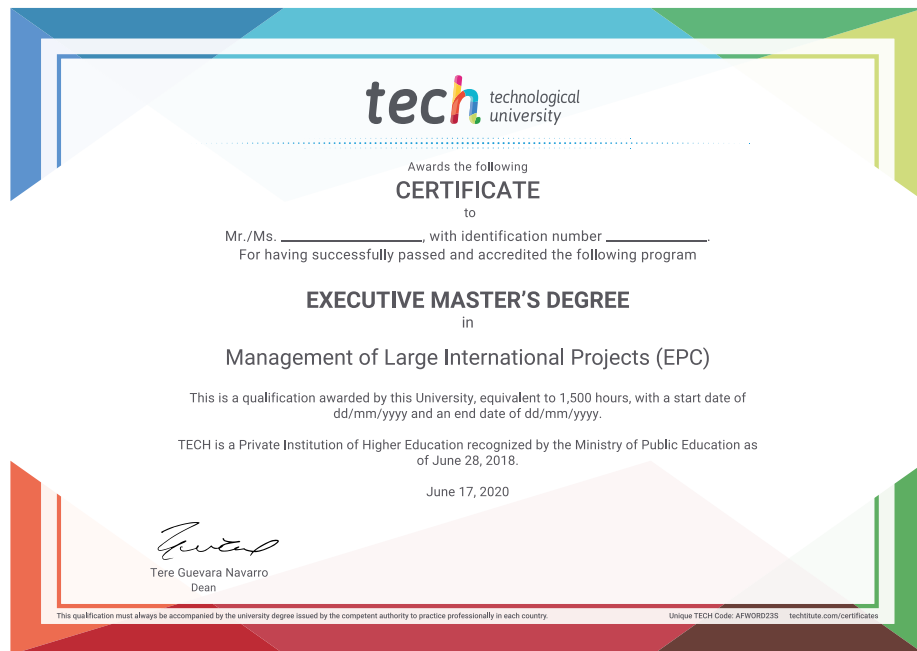 tech technological
university
Awards the following
CERTIFICATE
to
Mr./Ms. ____________________, with identification number ______________.
For having successfully passed and accredited the following program
EXECUTIVE MASTER'S DEGREE
in
Management of Large International Projects (EPC)
This is a qualification awarded by this University, equivalent to 1,500 hours, with a start date of
dd/mm/yyyy and an end date of dd/mm/yyyy.
TECH is a Private Institution of Higher Education recognized by the Ministry of Public Education as
of June 28, 2018.
June 17, 2020
Tere Guevara Navarro
Dean
This qualification must always be accompanied by the university degree issued by the competent authority to practice professionally in each country. Unique TECH Code: AFWORD23S techtitute.com/certificates